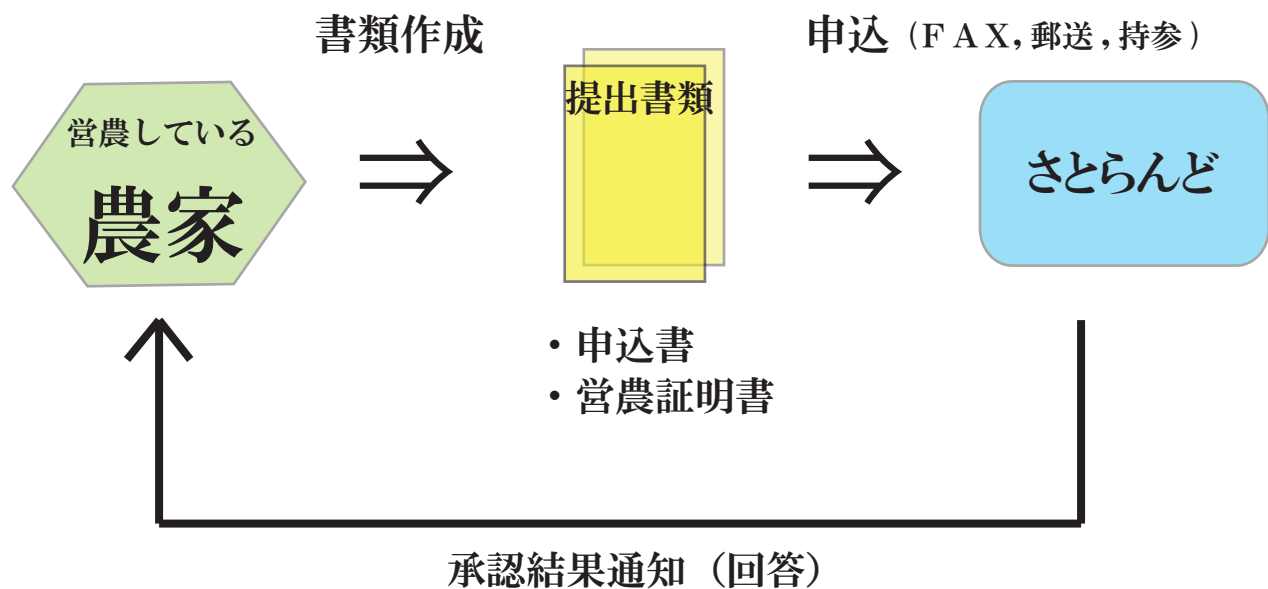 書類作成
申込（ＦＡＸ，郵送，持参）
営農している
農家
提出書類
さとらんど
・申込書
・営農証明書
承認結果通知（回答）